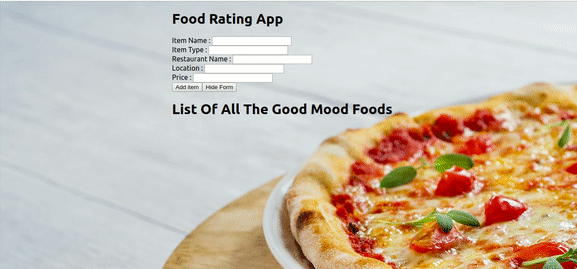 Food Rating App
Item Name :
Item Type :
Restaurant Name :
Location :
Price :
Add item Hide Form
List Of All The Good Mood Foods